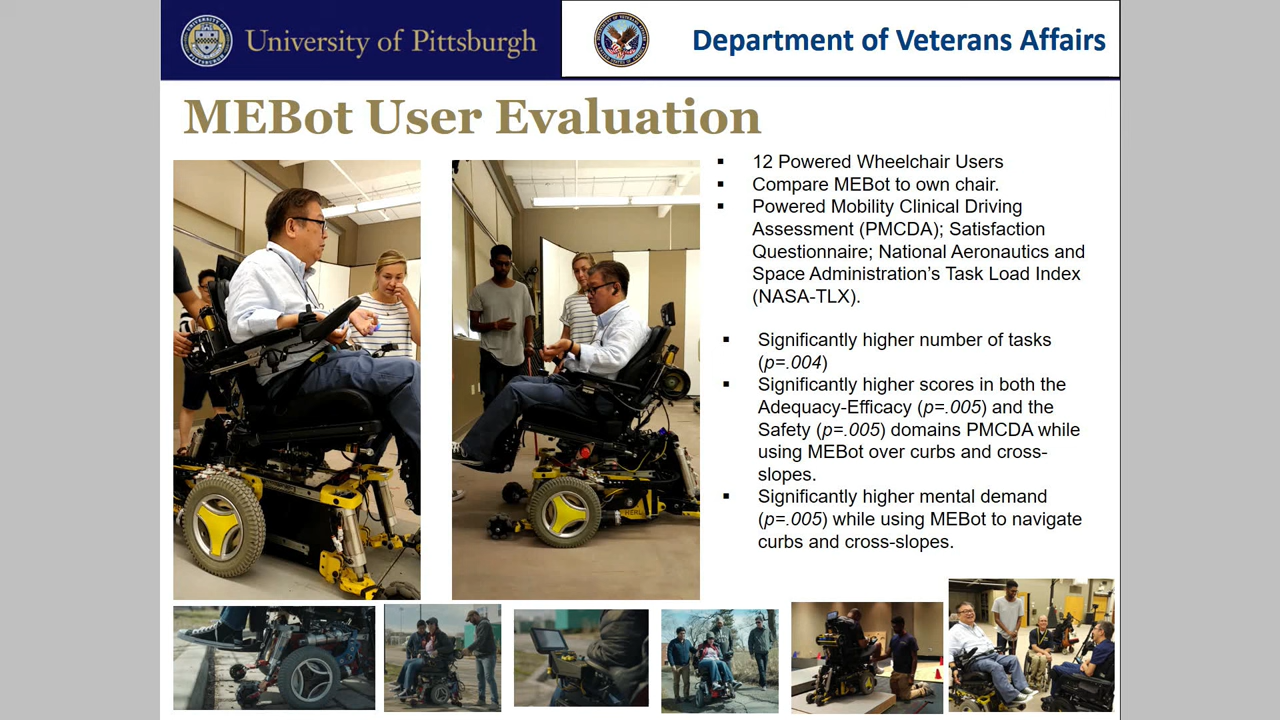 University of Pittsburgh
Department of Veterans Affairs
MEBot User Evaluation
▪ 12 Powered Wheelchair Users
▪ Compare MEBot to own chair.
▪ Powered Mobility Clinical Driving
Assessment (PMCDA); Satisfaction
Questionnaire; National Aeronautics and
Space Administration's Task Load Index
(NASA-TLX).
▪ Significantly higher number of tasks
(p=.004)
▪ Significantly higher scores in both the
Adequacy-Efficacy (p=.005) and the
Safety (p=.005) domains PMCDA while
using MEBot over curbs and cross-
slopes.
▪ Significantly higher mental demand
(p=.005) while using MEBot to navigate
curbs and cross-slopes.
HERL